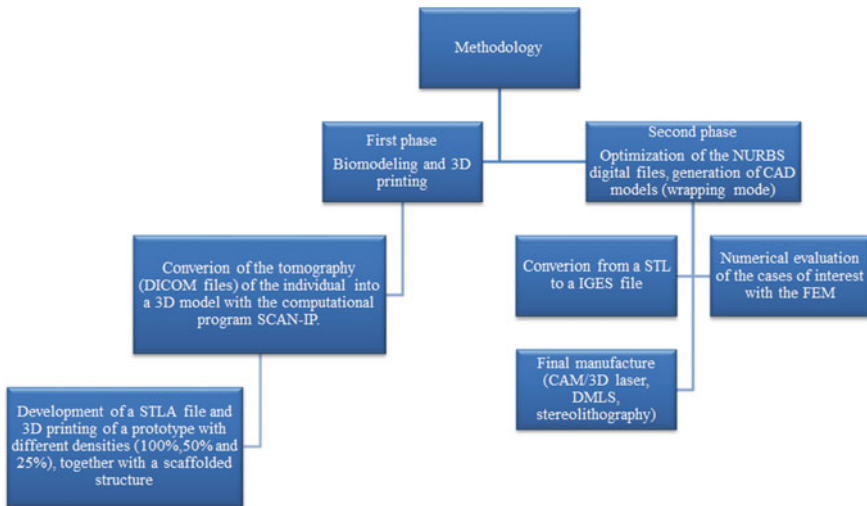 Methodology
First phase
Biomodeling and 3D
printing
Second phase
Optimization of the NURBS
digital files, generation of CAD
models (wrapping mode)
Converion of the tomography
(DICOM files) of the individual into
a 3D model with the computational
program SCAN-IP.
Converion from a STL
to a IGES file
Numerical evaluation
of the cases of interest
with the FEM
Development of a STLA file and
3D printing of a prototype with
different densities (100%,50% and
25%), together with a scaffolded
structure
Final manufacture
(CAM/3D laser,
DMLS,
stereolithography)